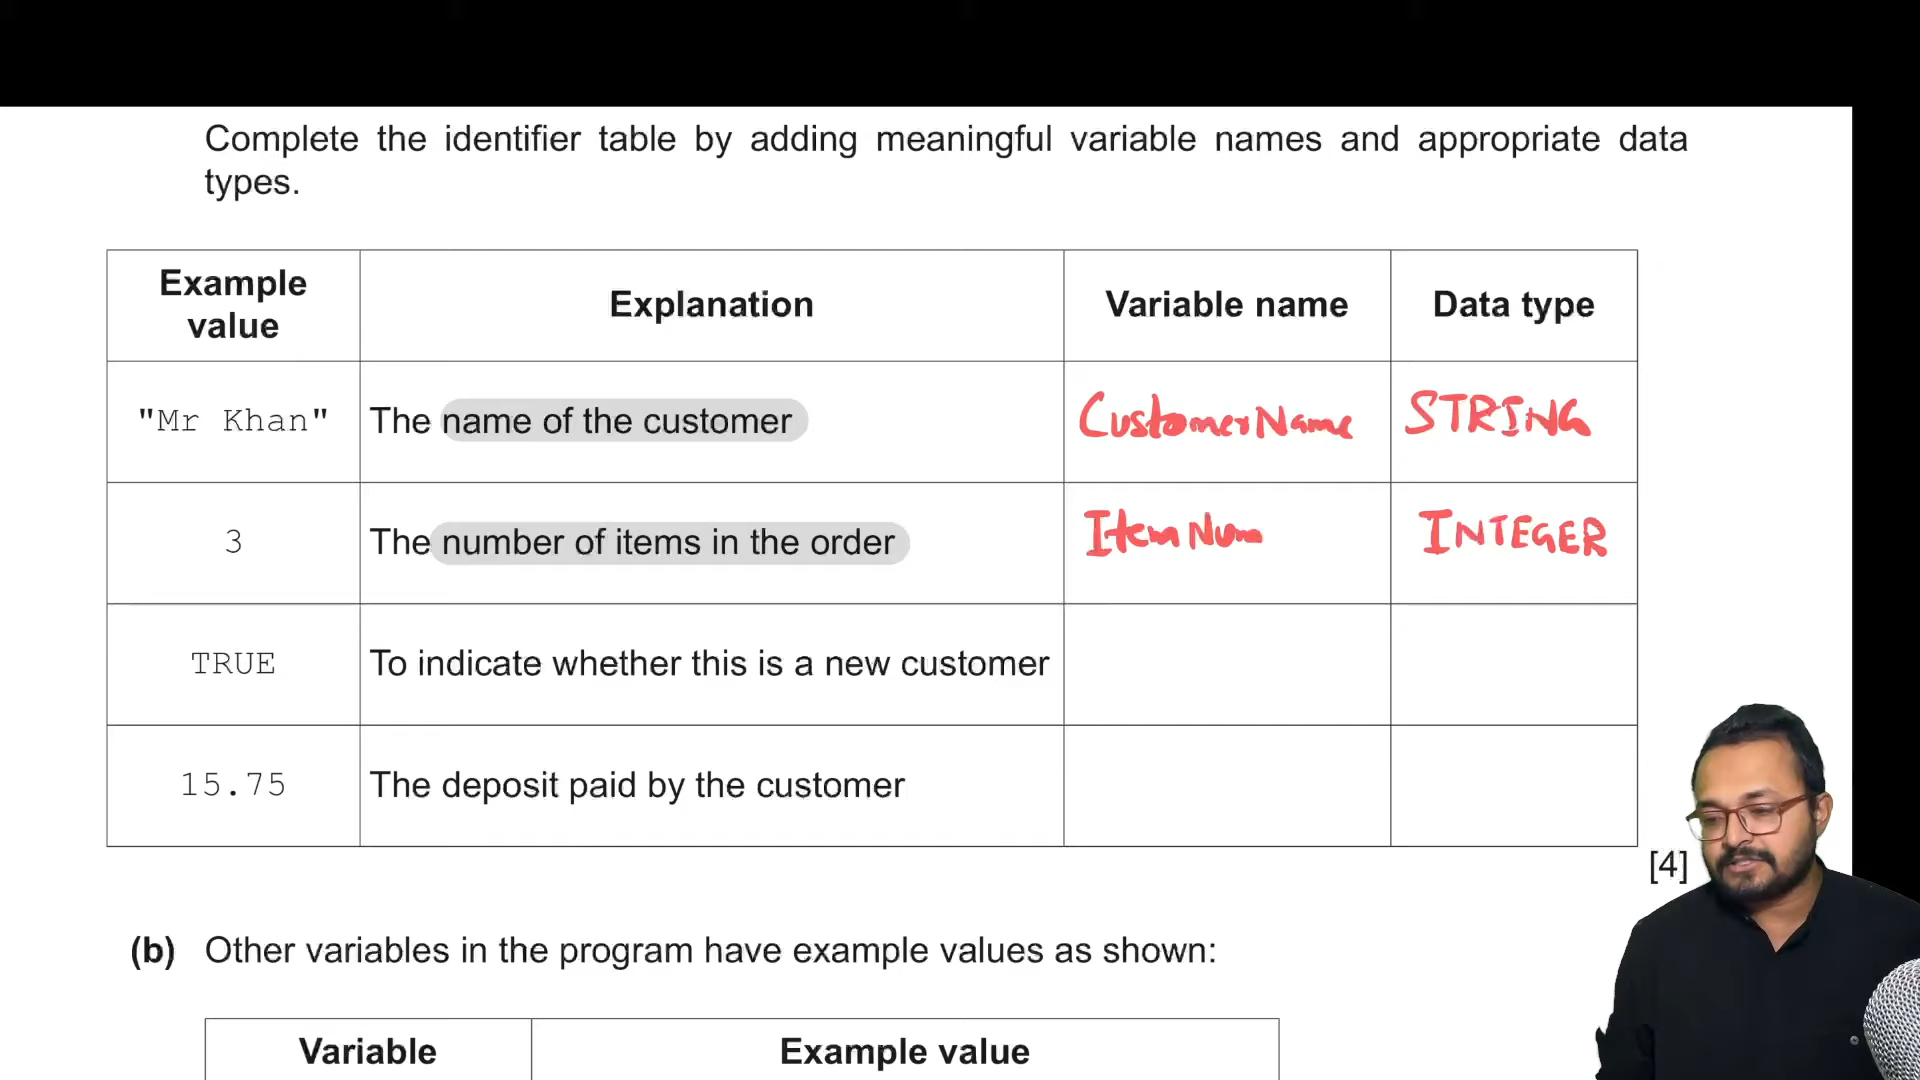 Complete the identifier table by adding meaningful variable names and appropriate data
types.
Example value Explanation Variable name Data type
"Mr Khan" The name of the customer CustomerName STRING
3 The number of items in the order ItemNum INTEGER
TRUE To indicate whether this is a new customer
15.75 The deposit paid by the customer
[4]
(b) Other variables in the program have example values as shown:
Variable Example value